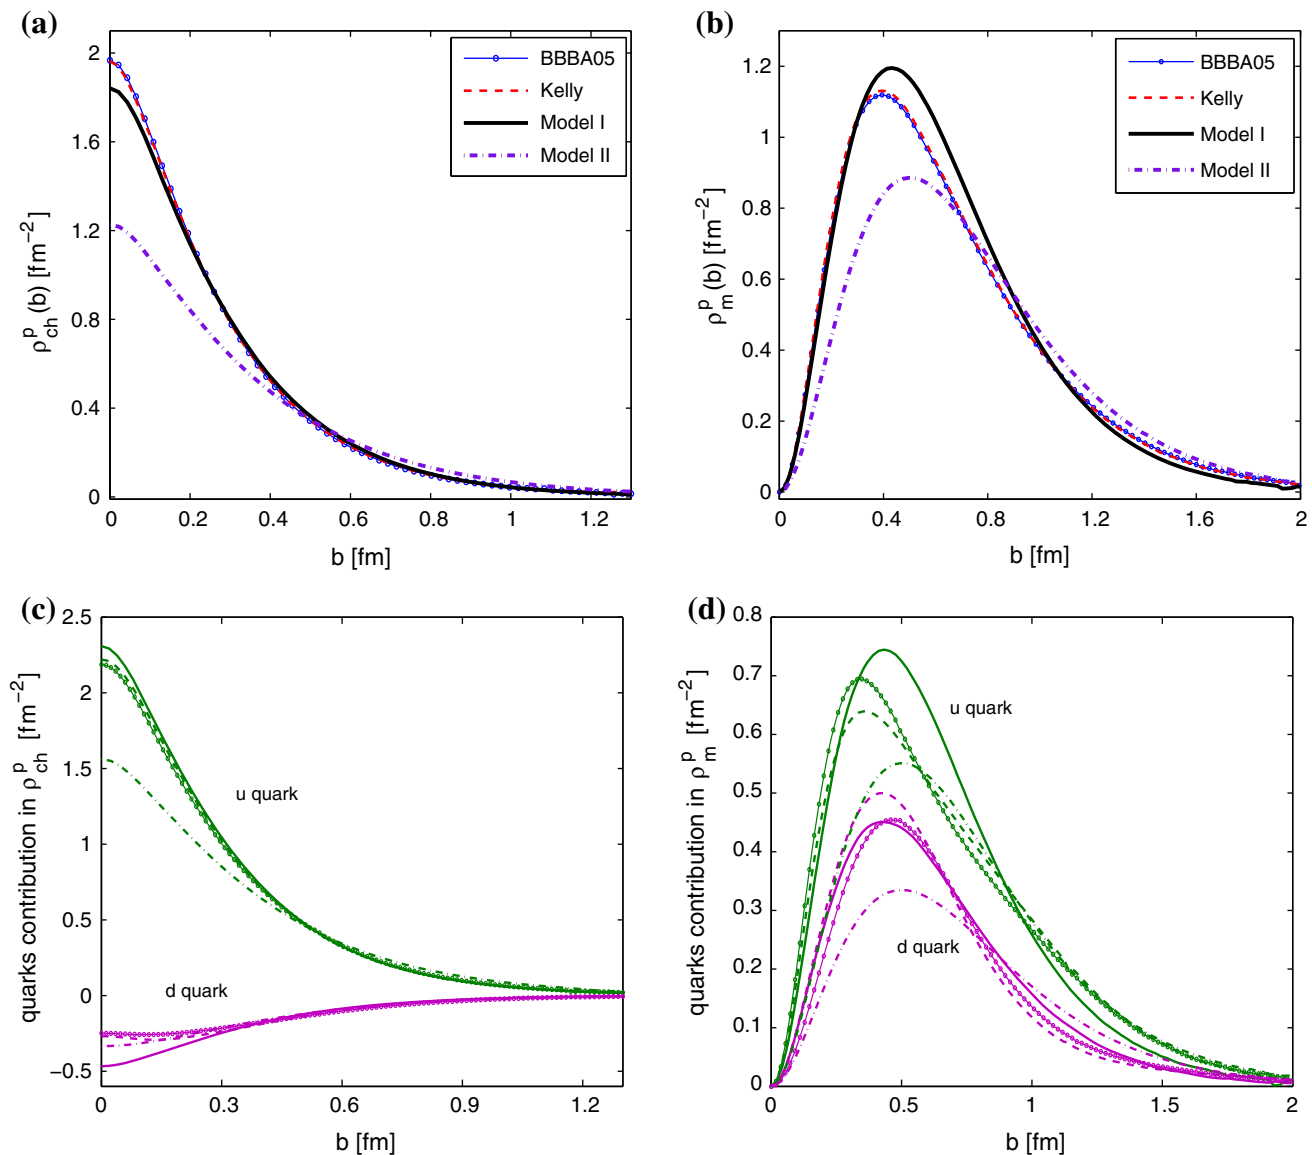 (a)
2
1.6
1.2
0.8
0.4
0
ρ^p_ch(b) [fm^−2]
BBBA05
Kelly
Model I
Model II
0 0.2 0.4 0.6 0.8 1 1.2
b [fm]
(b)
1.2
1
0.8
0.6
0.4
0.2
0
ρ^p_m(b) [fm^−2]
BBBA05
Kelly
Model I
Model II
0 0.4 0.8 1.2 1.6 2
b [fm]
(c)
2.5
2
1.5
1
0.5
0
−0.5
quarks contribution in ρ^p_ch [fm^−2]
u quark
d quark
0 0.3 0.6 0.9 1.2
b [fm]
(d)
0.8
0.7
0.6
0.5
0.4
0.3
0.2
0.1
0
quarks contribution in ρ^p_m [fm^−2]
u quark
d quark
0 0.5 1 1.5 2
b [fm]